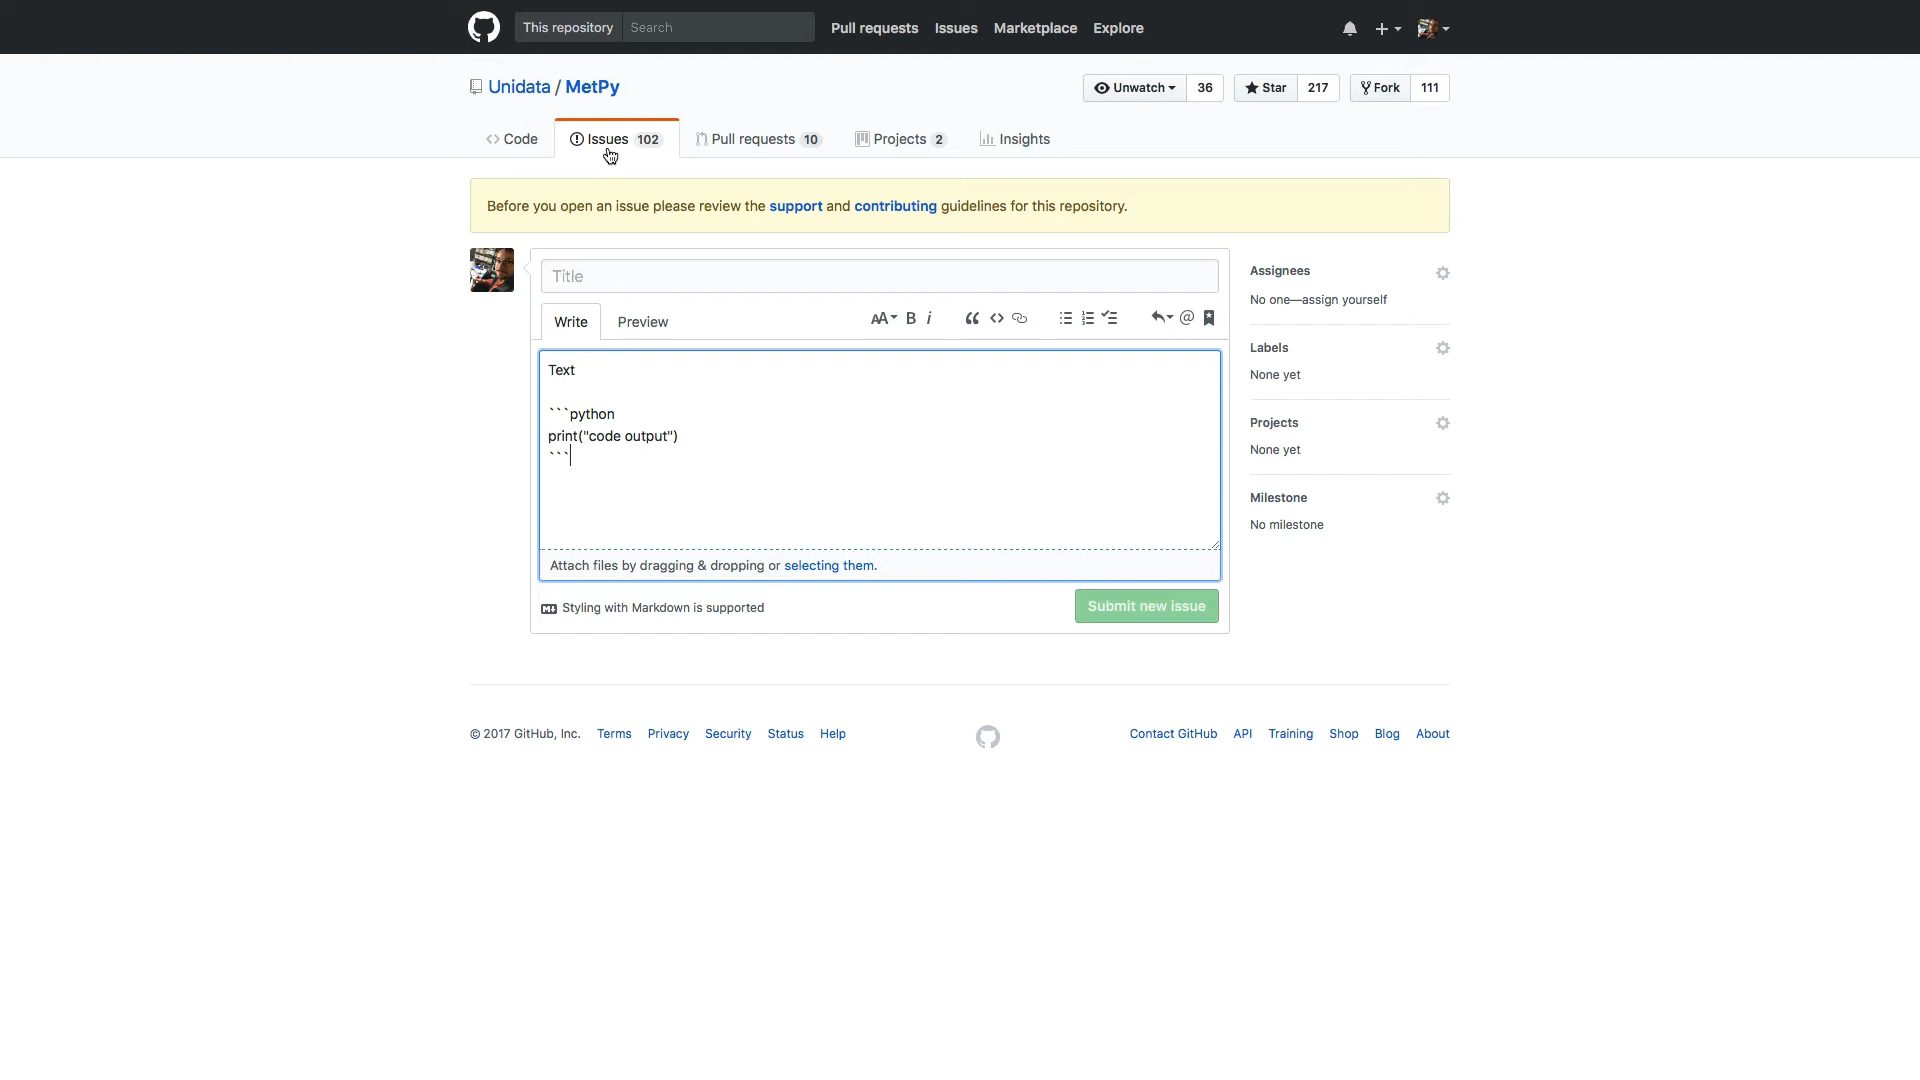 This repository Search Pull requests Issues Marketplace Explore
Unidata / MetPy Unwatch 36 Star 217 Fork 111
Code Issues 102 Pull requests 10 Projects 2 Insights
Before you open an issue please review the support and contributing guidelines for this repository.
Title
Write Preview AA B i
Text
```python
print("code output")
```
Attach files by dragging & dropping or selecting them.
Styling with Markdown is supported Submit new issue
Assignees
No one—assign yourself
Labels
None yet
Projects
None yet
Milestone
No milestone
© 2017 GitHub, Inc. Terms Privacy Security Status Help Contact GitHub API Training Shop Blog About